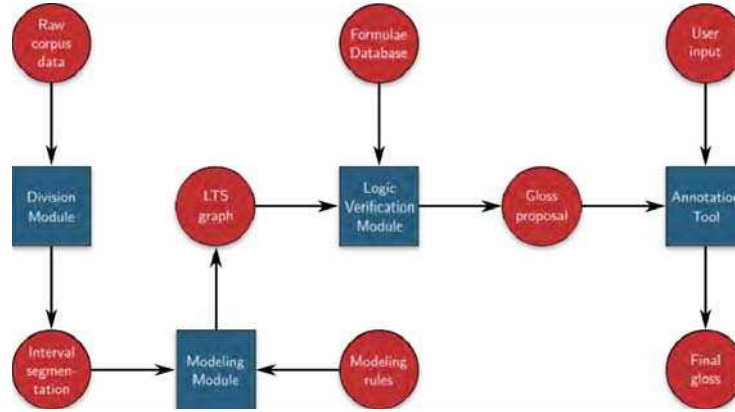 Raw
corpus
data
Formulae
Database
User
input
Division
Module
LTS
graph
Logic
Verification
Module
Gloss
proposal
Annotation
Tool
Interval
segmen-
tation
Modeling
Module
Modeling
rules
Final
gloss